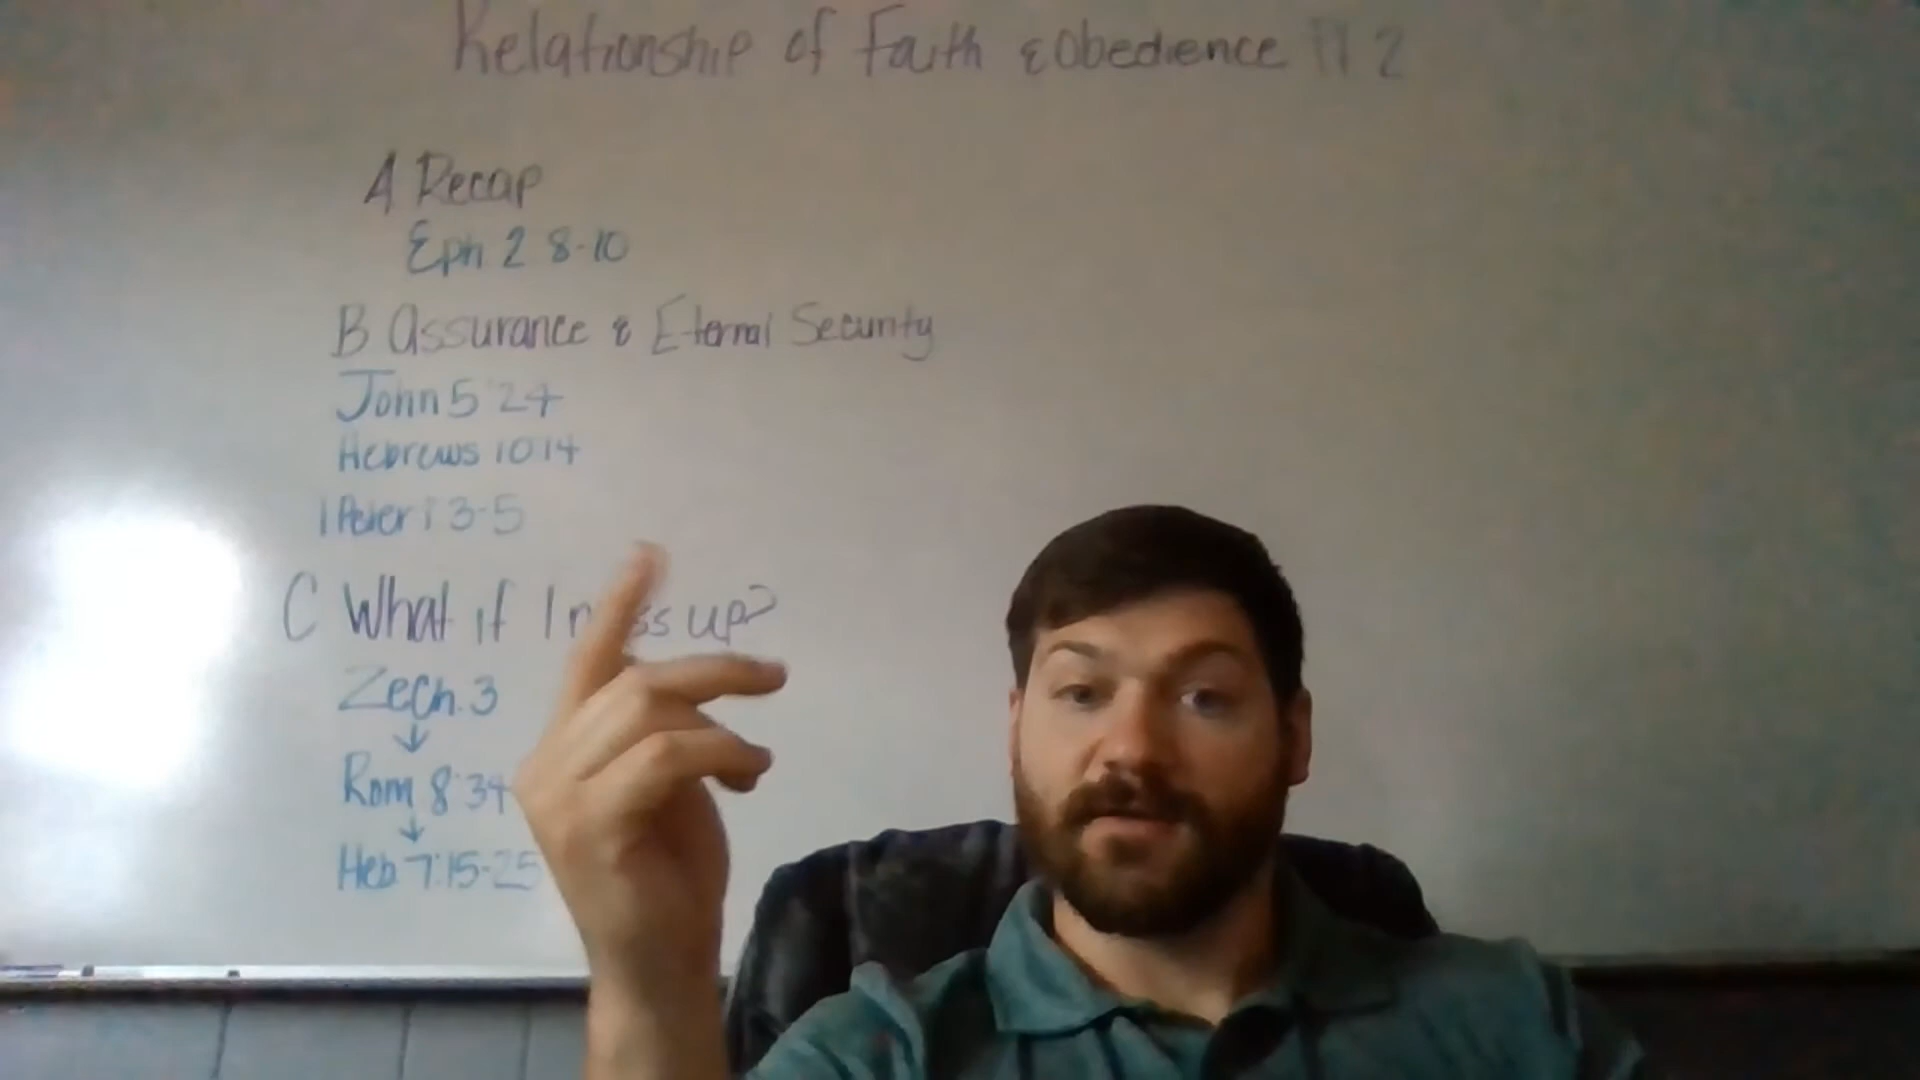 Relationship of Faith & Obedience Pt 2
A Recap
Eph 2 8-10
B Assurance & Eternal Security
John 5:24
Hebrews 10 14
1 Peter 1 3-5
C What if I up?
Zech. 3
↓
Rom 8:34
↓
Heb 7:15-25